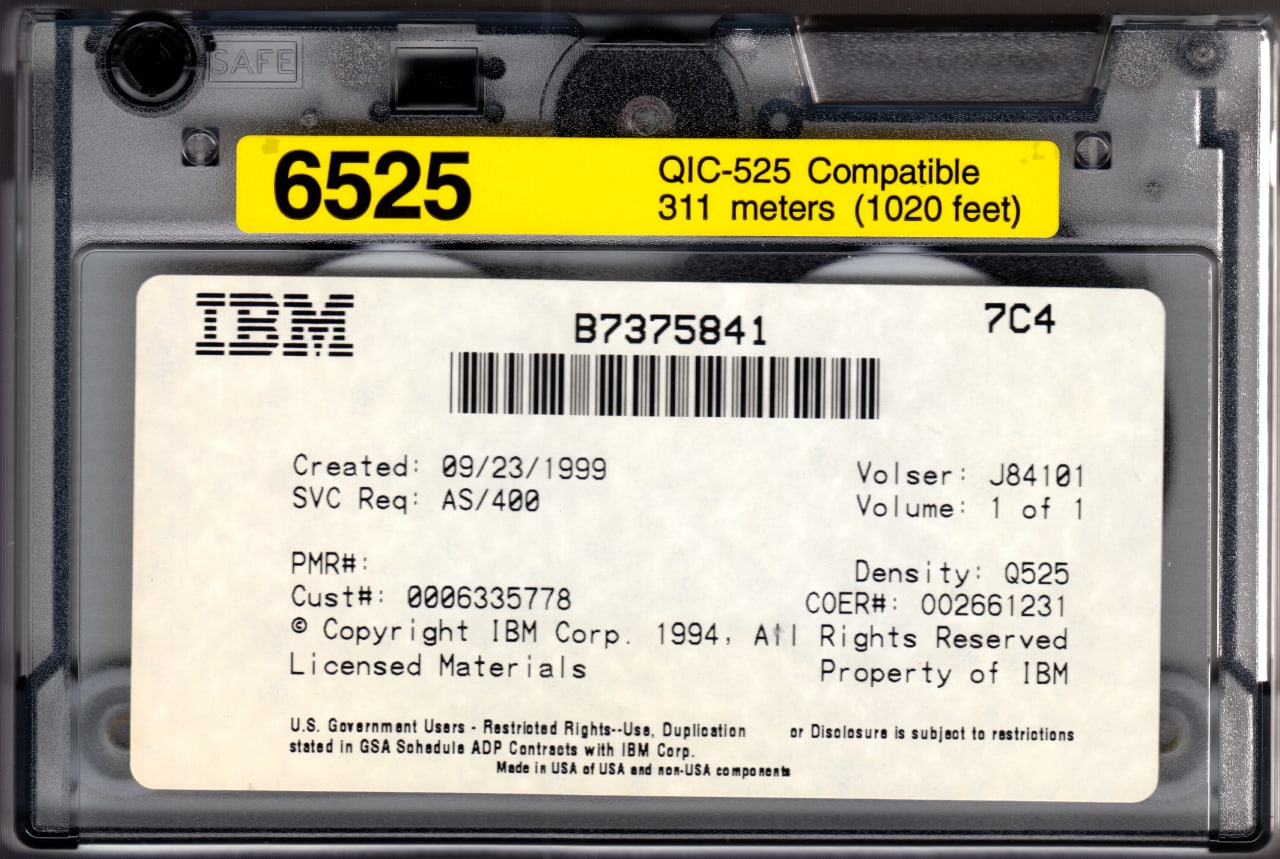 SAFE
6525
QIC-525 Compatible
311 meters (1020 feet)
IBM
B7375841
7C4
Created: 09/23/1999
SVC Req: AS/400
Volser: J84101
Volume: 1 of 1
PMR#:
Density: Q525
Cust#: 0006335778
COER#: 002661231
© Copyright IBM Corp. 1994, All Rights Reserved
Licensed Materials
Property of IBM
U.S. Government Users - Restricted Rights--Use, Duplication or Disclosure is subject to restrictions
stated in GSA Schedule ADP Contracts with IBM Corp.
Made in USA of USA and non-USA components